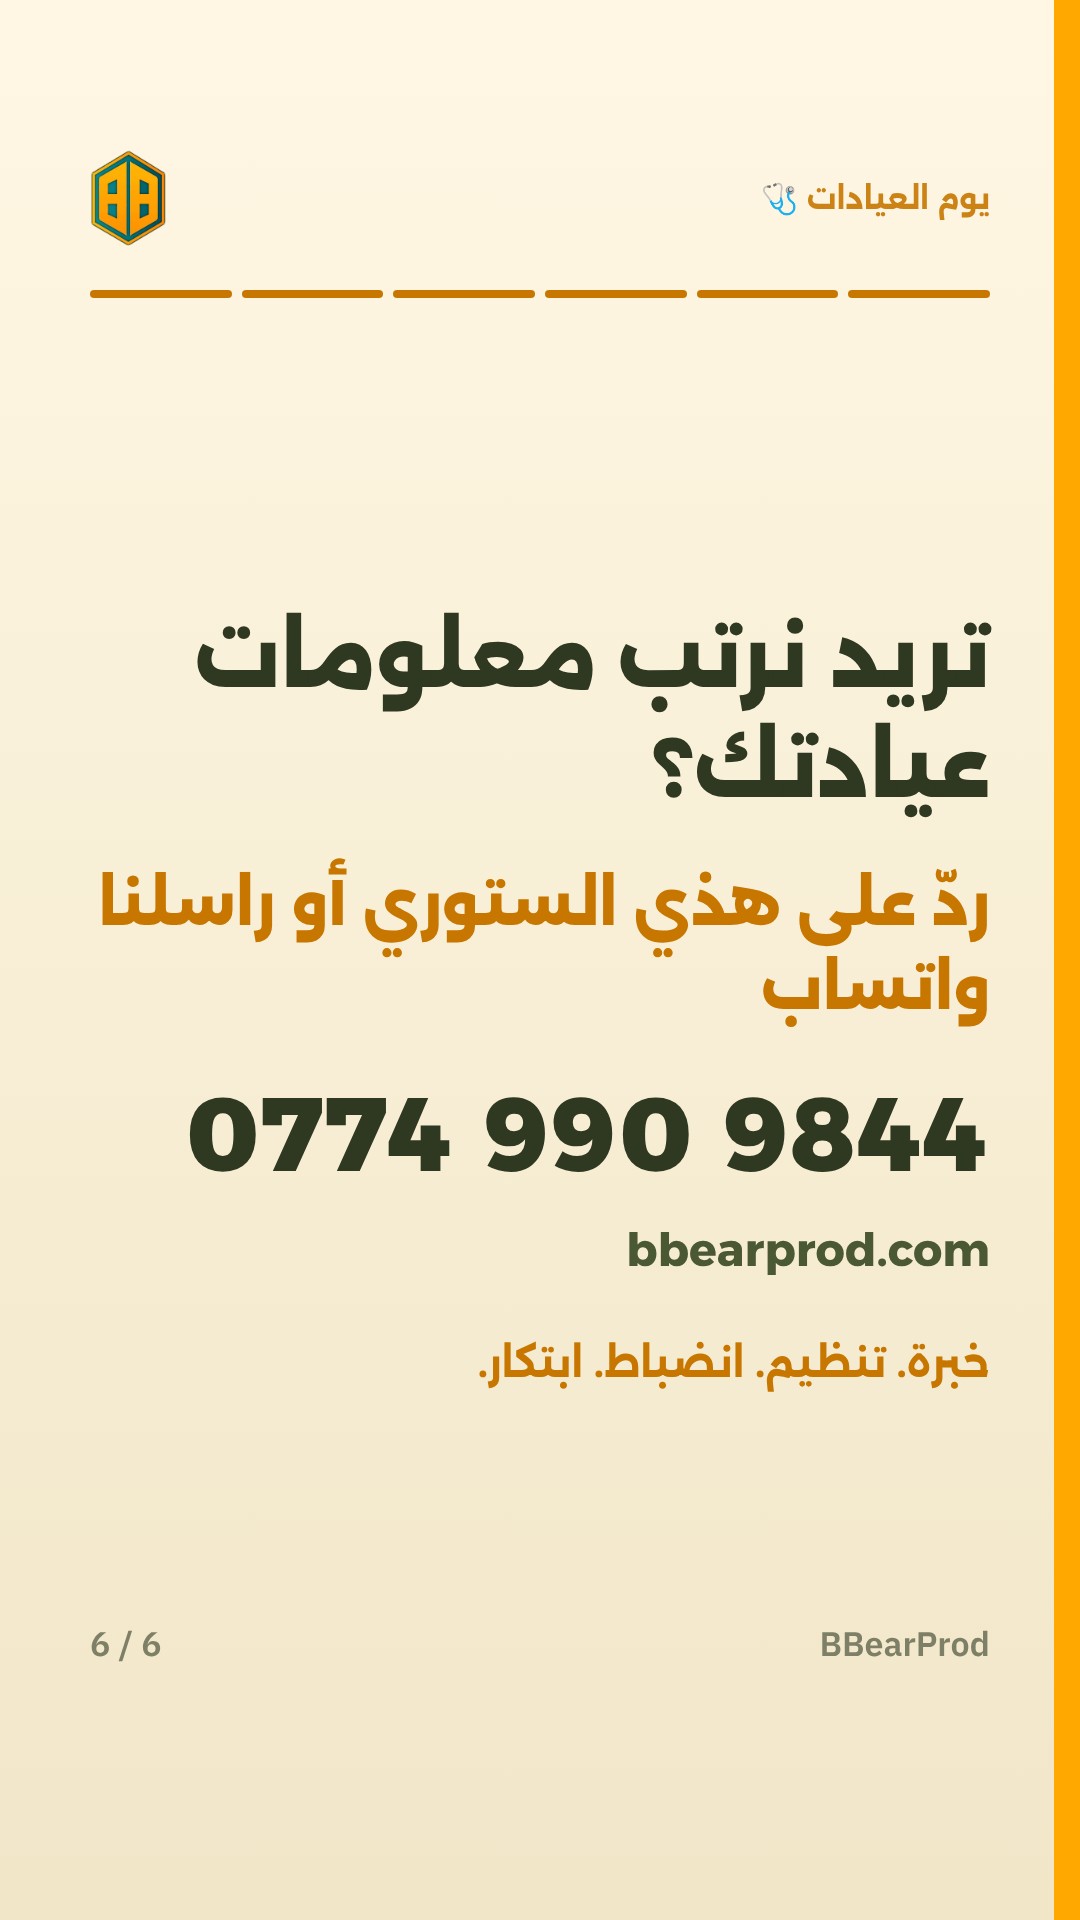 يوم العيادات 🩺
تريد نرتب معلومات
عيادتك؟
ردّ على هذي الستوري أو راسلنا
واتساب
0774 990 9844
bbearprod.com
خبرة. تنظيم. انضباط. ابتكار.
BBearProd
6 / 6